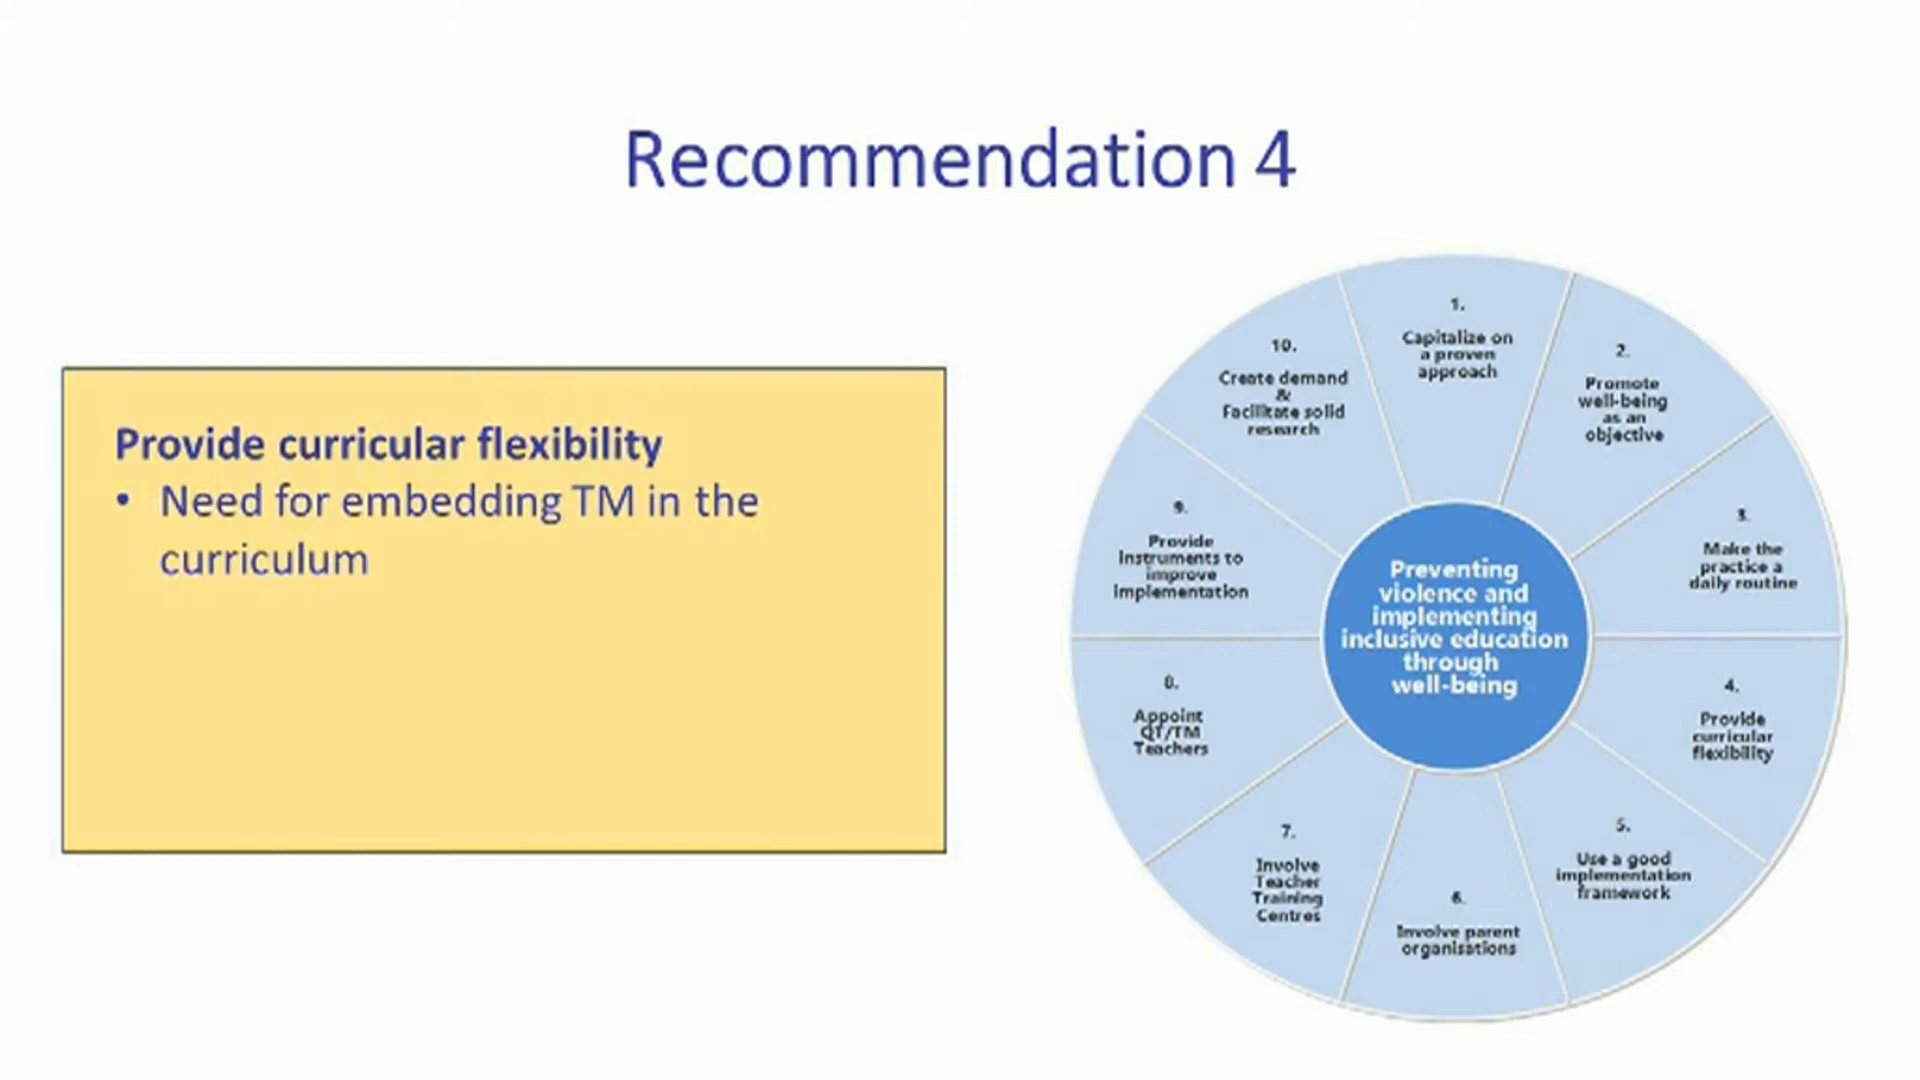 Recommendation 4
Provide curricular flexibility
• Need for embedding TM in the
curriculum
1.
Capitalize on
a proven
approach
2.
Promote
well-being
as an
objective
3.
Make the
practice a
daily routine
4.
Provide
curricular
flexibility
5.
Use a good
implementation
framework
6.
Involve parent
organisations
7.
Involve
Teacher
Training
Centres
8.
Appoint
QT/TM
Teachers
9.
Provide
instruments to
improve
implementation
10.
Create demand
&
Facilitate solid
research
Preventing
violence and
implementing
inclusive education
through
well-being